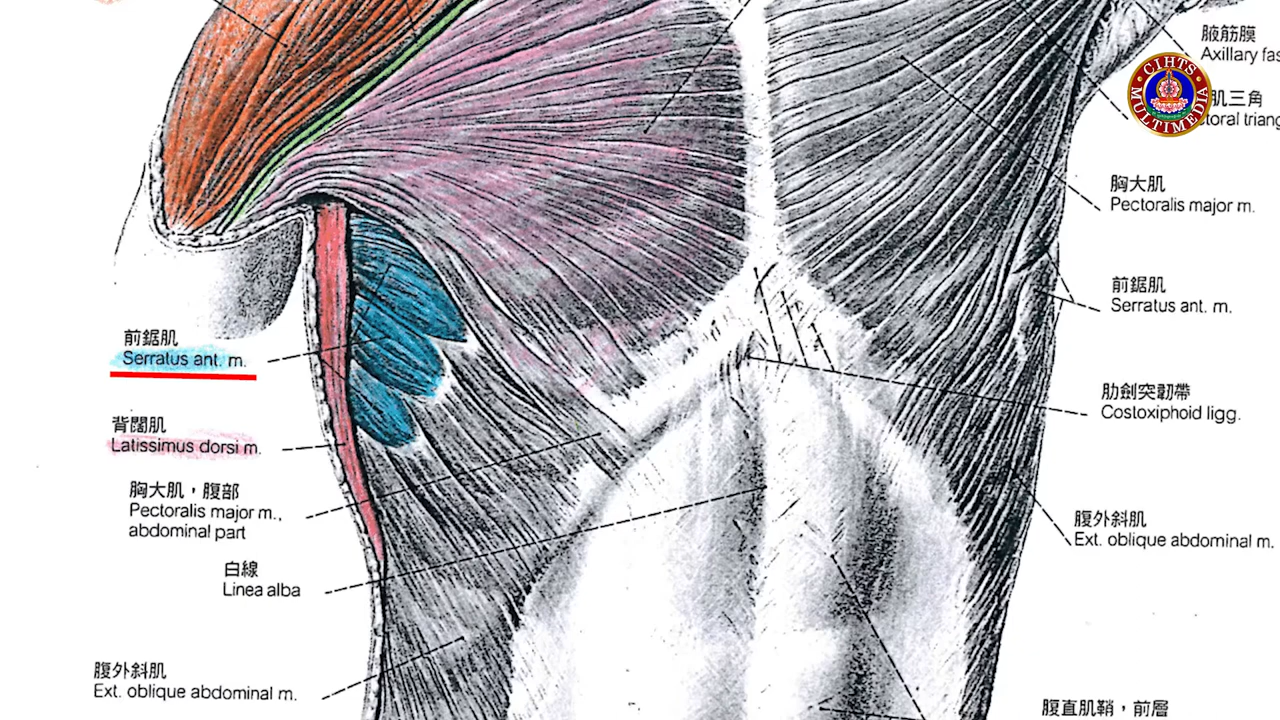 腋筋膜
Axillary fas
CIHTS
MULTIMEDIA
肌三角
ctoral triang
胸大肌
Pectoralis major m.
前鋸肌
Serratus ant. m.
前鋸肌
Serratus ant. m.
肋劍突韌帶
Costoxiphoid ligg.
背闊肌
Latissimus dorsi m.
胸大肌，腹部
Pectoralis major m.,
abdominal part
腹外斜肌
Ext. oblique abdominal m.
白線
Linea alba
腹外斜肌
Ext. oblique abdominal m.
腹直肌鞘，前層